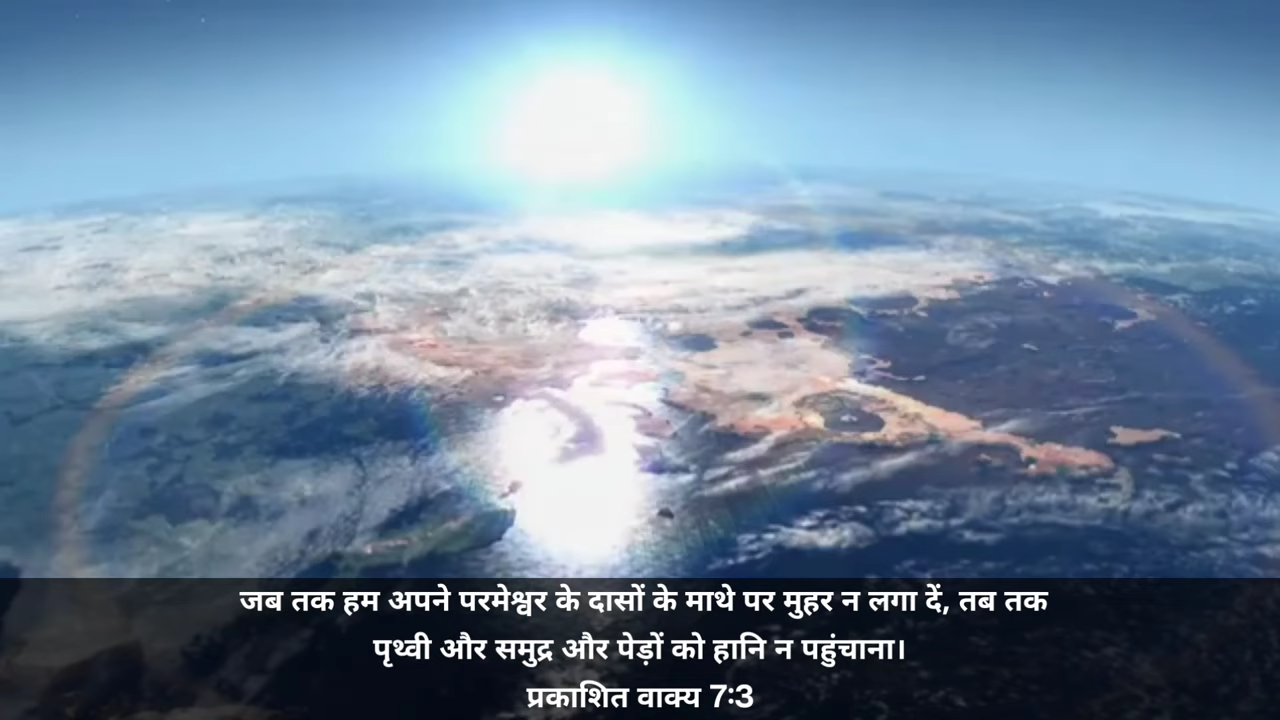 जब तक हम अपने परमेश्वर के दासों के माथे पर मुहर न लगा दें, तब तक
पृथ्वी और समुद्र और पेड़ों को हानि न पहुंचाना।
प्रकाशित वाक्य 7:3